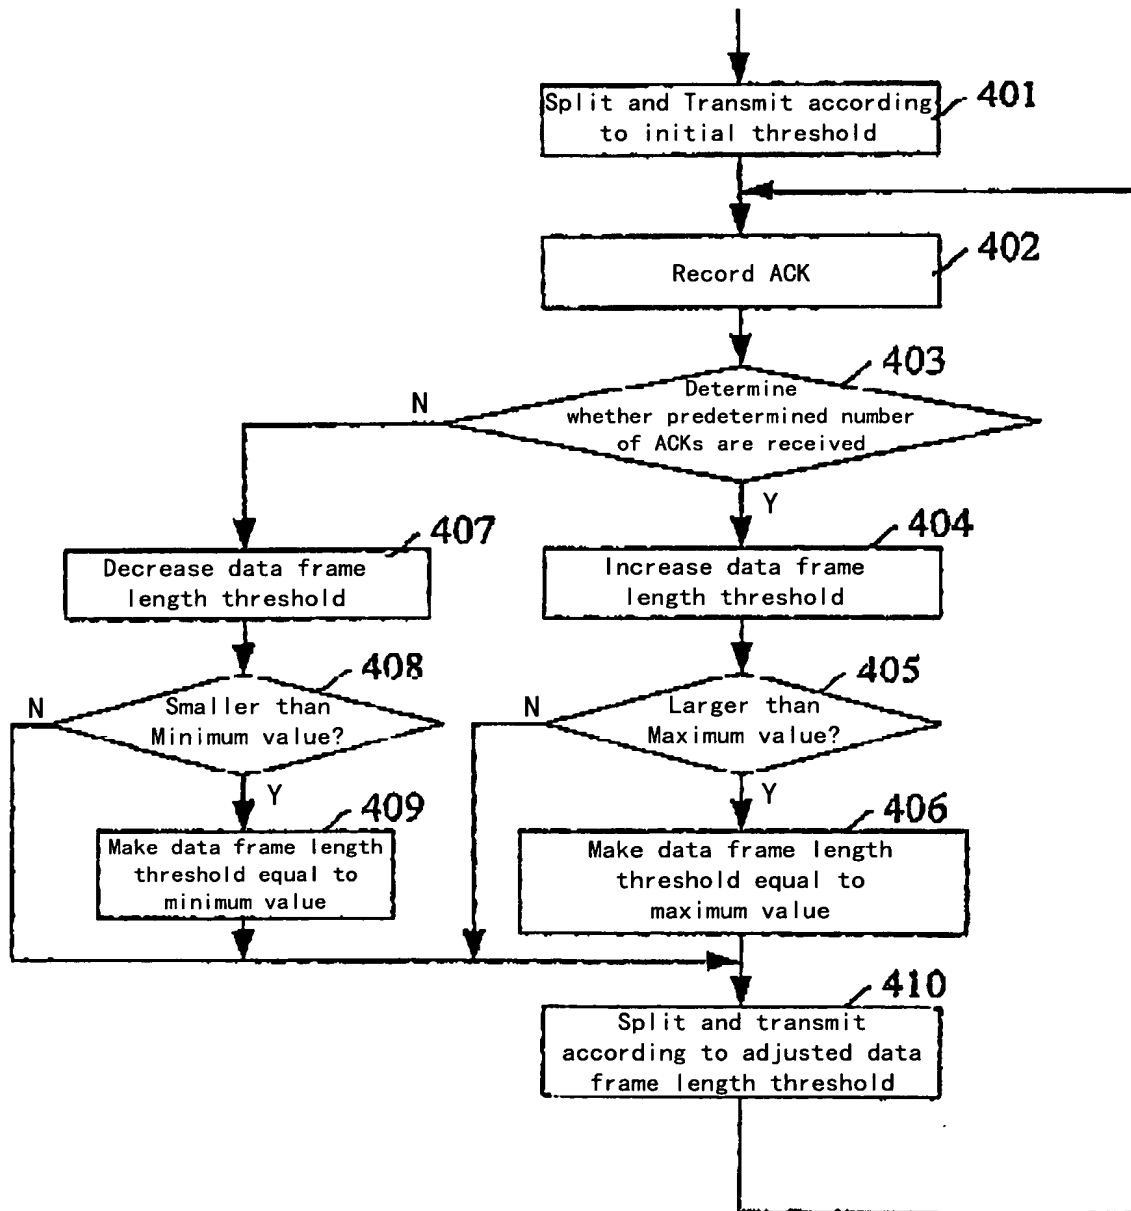 Split and Transmit according
to initial threshold
401
Record ACK
402
403
Determine
whether predetermined number
of ACKs are received
N
Y
407
Decrease data frame
length threshold
404
Increase data frame
length threshold
408
Smaller than
Minimum value?
N
Y
405
Larger than
Maximum value?
N
Y
409
Make data frame length
threshold equal to
minimum value
406
Make data frame length
threshold equal to
maximum value
410
Split and transmit
according to adjusted data
frame length threshold